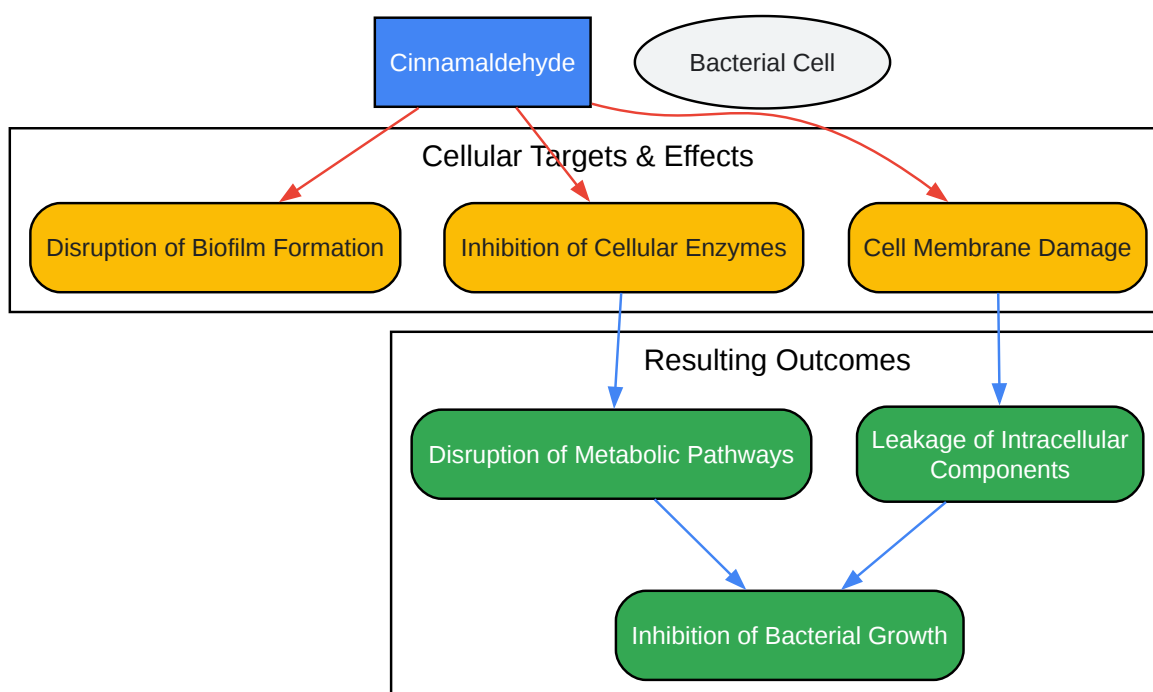 Cinnamaldehyde
Bacterial Cell
Cellular Targets & Effects
Disruption of Biofilm Formation
Inhibition of Cellular Enzymes
Cell Membrane Damage
Resulting Outcomes
Disruption of Metabolic Pathways
Leakage of Intracellular
Components
Inhibition of Bacterial Growth